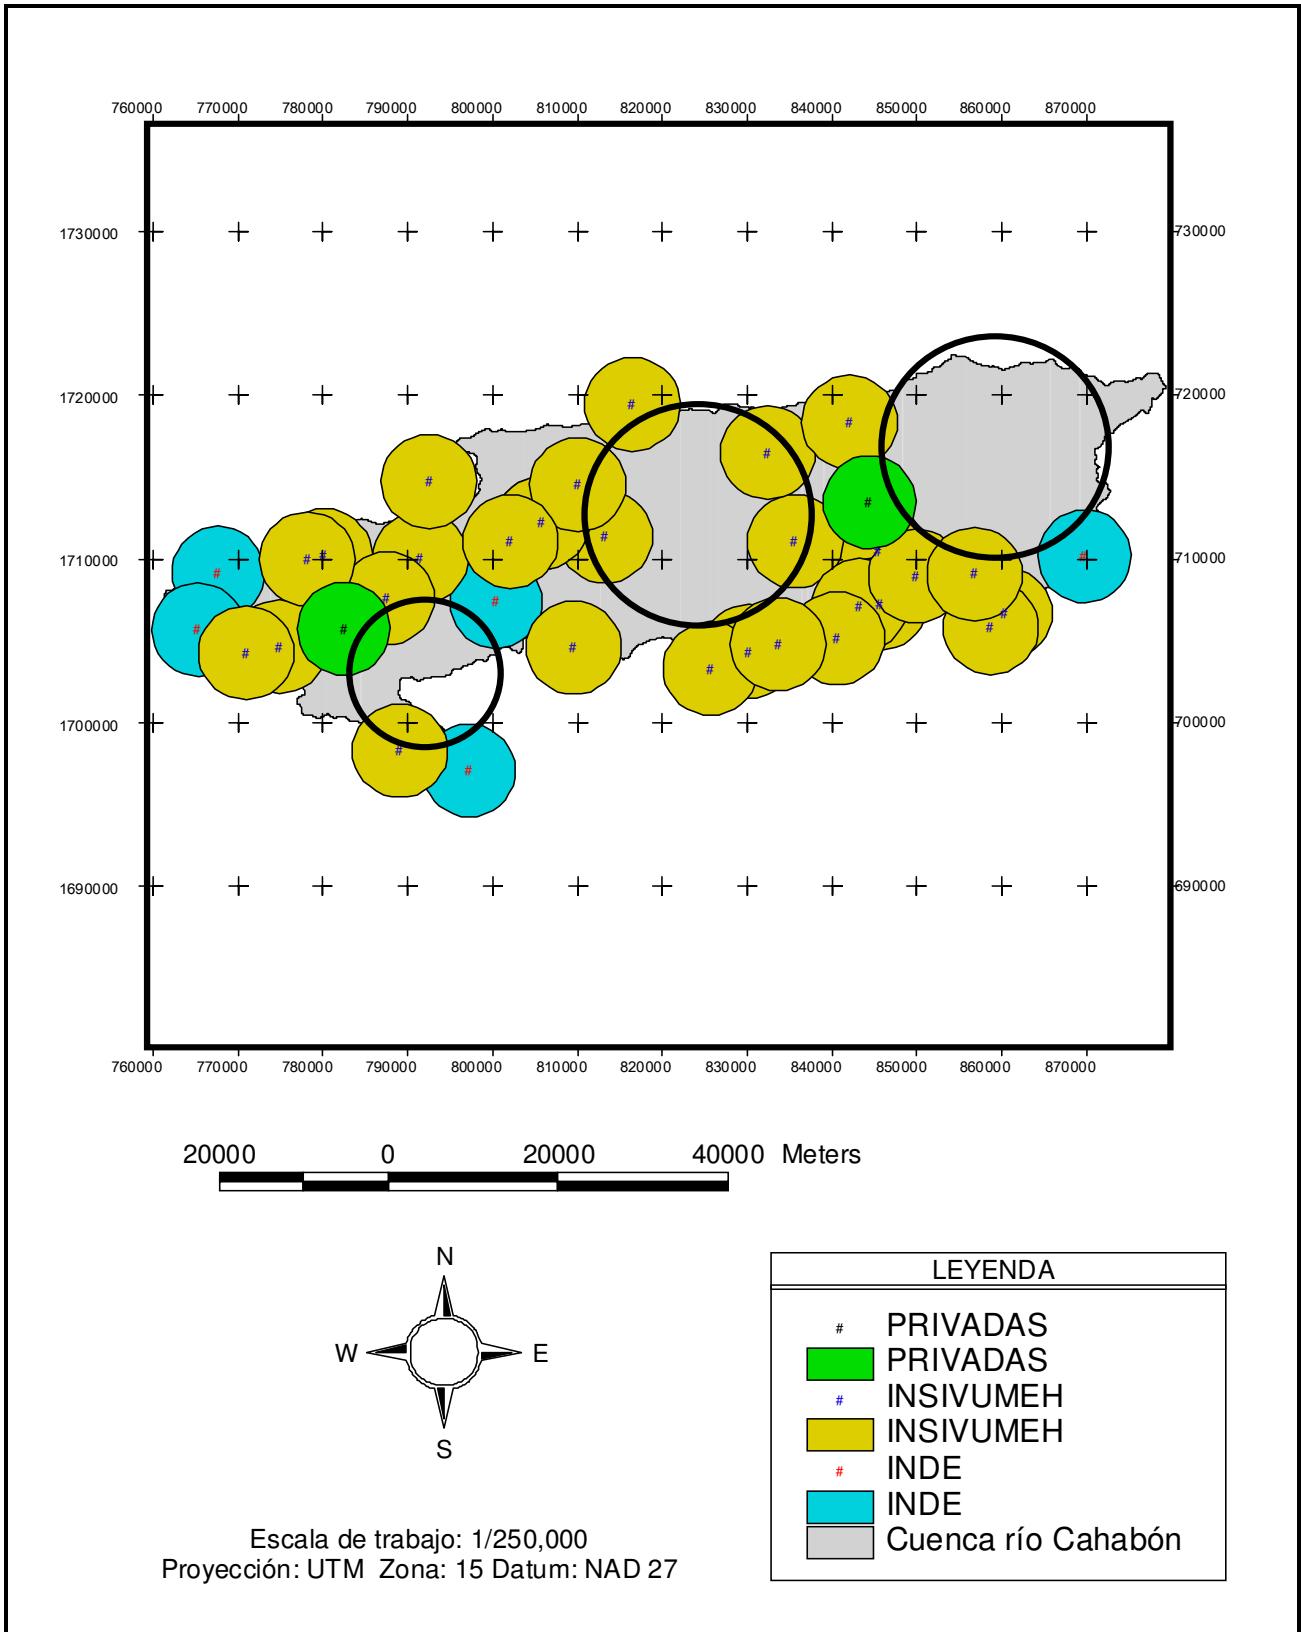 760000 770000 780000 790000 800000 810000 820000 830000 840000 850000 860000 870000
1730000 730000
1720000 720000
1710000 710000
1700000 700000
1690000 690000
760000 770000 780000 790000 800000 810000 820000 830000 840000 850000 860000 870000
20000 0 20000 40000 Meters
N
W E
S
Escala de trabajo: 1/250,000
Proyección: UTM Zona: 15 Datum: NAD 27
LEYENDA
# PRIVADAS
PRIVADAS
# INSIVUMEH
INSIVUMEH
# INDE
INDE
Cuenca río Cahabón